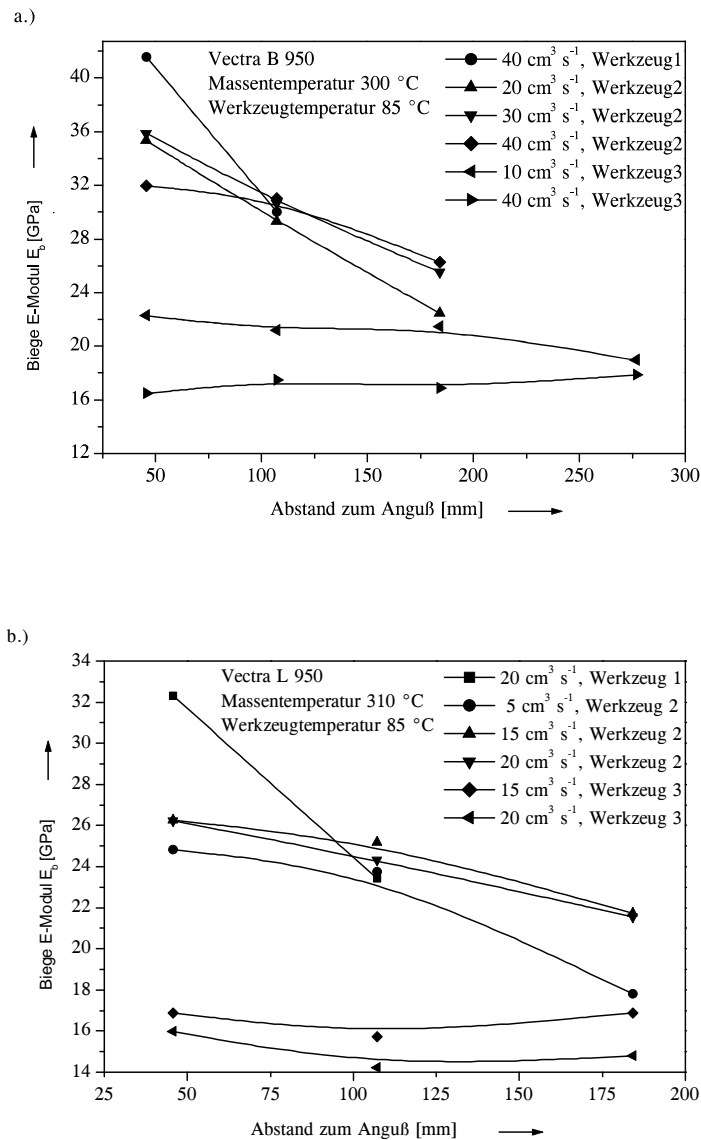 a.)
Vectra B 950
Massentemperatur 300 °C
Werkzeugtemperatur 85 °C
40 cm³ s⁻¹, Werkzeug1
20 cm³ s⁻¹, Werkzeug2
30 cm³ s⁻¹, Werkzeug2
40 cm³ s⁻¹, Werkzeug2
10 cm³ s⁻¹, Werkzeug3
40 cm³ s⁻¹, Werkzeug3
Biege E-Modul E_b [GPa]
40
36
32
28
24
20
16
12
50 100 150 200 250 300
Abstand zum Anguß [mm]
b.)
Vectra L 950
Massentemperatur 310 °C
Werkzeugtemperatur 85 °C
20 cm³ s⁻¹, Werkzeug 1
5 cm³ s⁻¹, Werkzeug 2
15 cm³ s⁻¹, Werkzeug 2
20 cm³ s⁻¹, Werkzeug 2
15 cm³ s⁻¹, Werkzeug 3
20 cm³ s⁻¹, Werkzeug 3
Biege E-Modul E_b [GPa]
34
32
30
28
26
24
22
20
18
16
14
25 50 75 100 125 150 175 200
Abstand zum Anguß [mm]